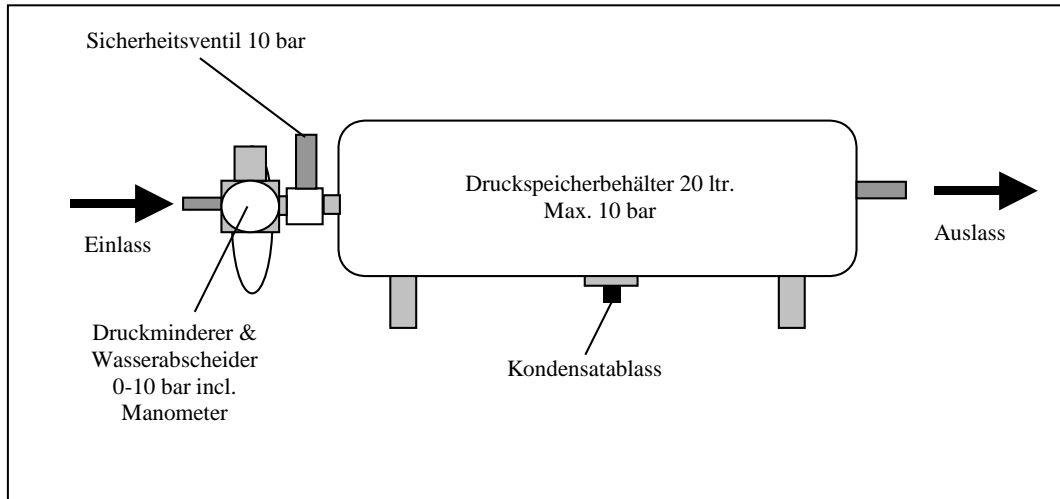 Sicherheitsventil 10 bar
Druckspeicherbehälter 20 ltr.
Max. 10 bar
Einlass
Auslass
Druckminderer &
Wasserabscheider
0-10 bar incl.
Manometer
Kondensatablass